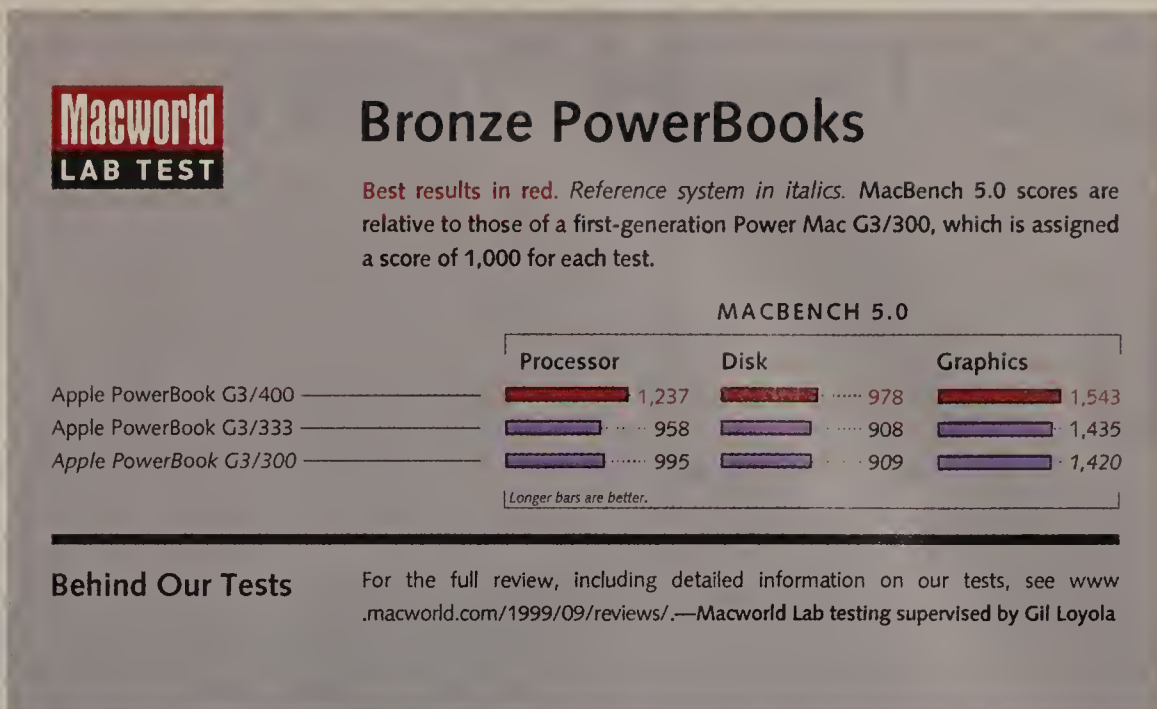 Macworld
LAB TEST
Bronze PowerBooks
Best results in red. Reference system in italics. MacBench 5.0 scores are
relative to those of a first-generation Power Mac G3/300, which is assigned
a score of 1,000 for each test.
MACBENCH 5.0
Processor Disk Graphics
Apple PowerBook G3/400 1,237 978 1,543
Apple PowerBook G3/333 958 908 1,435
Apple PowerBook G3/300 995 909 1,420
Longer bars are better.
Behind Our Tests
For the full review, including detailed information on our tests, see www
.macworld.com/1999/09/reviews/.—Macworld Lab testing supervised by Gil Loyola